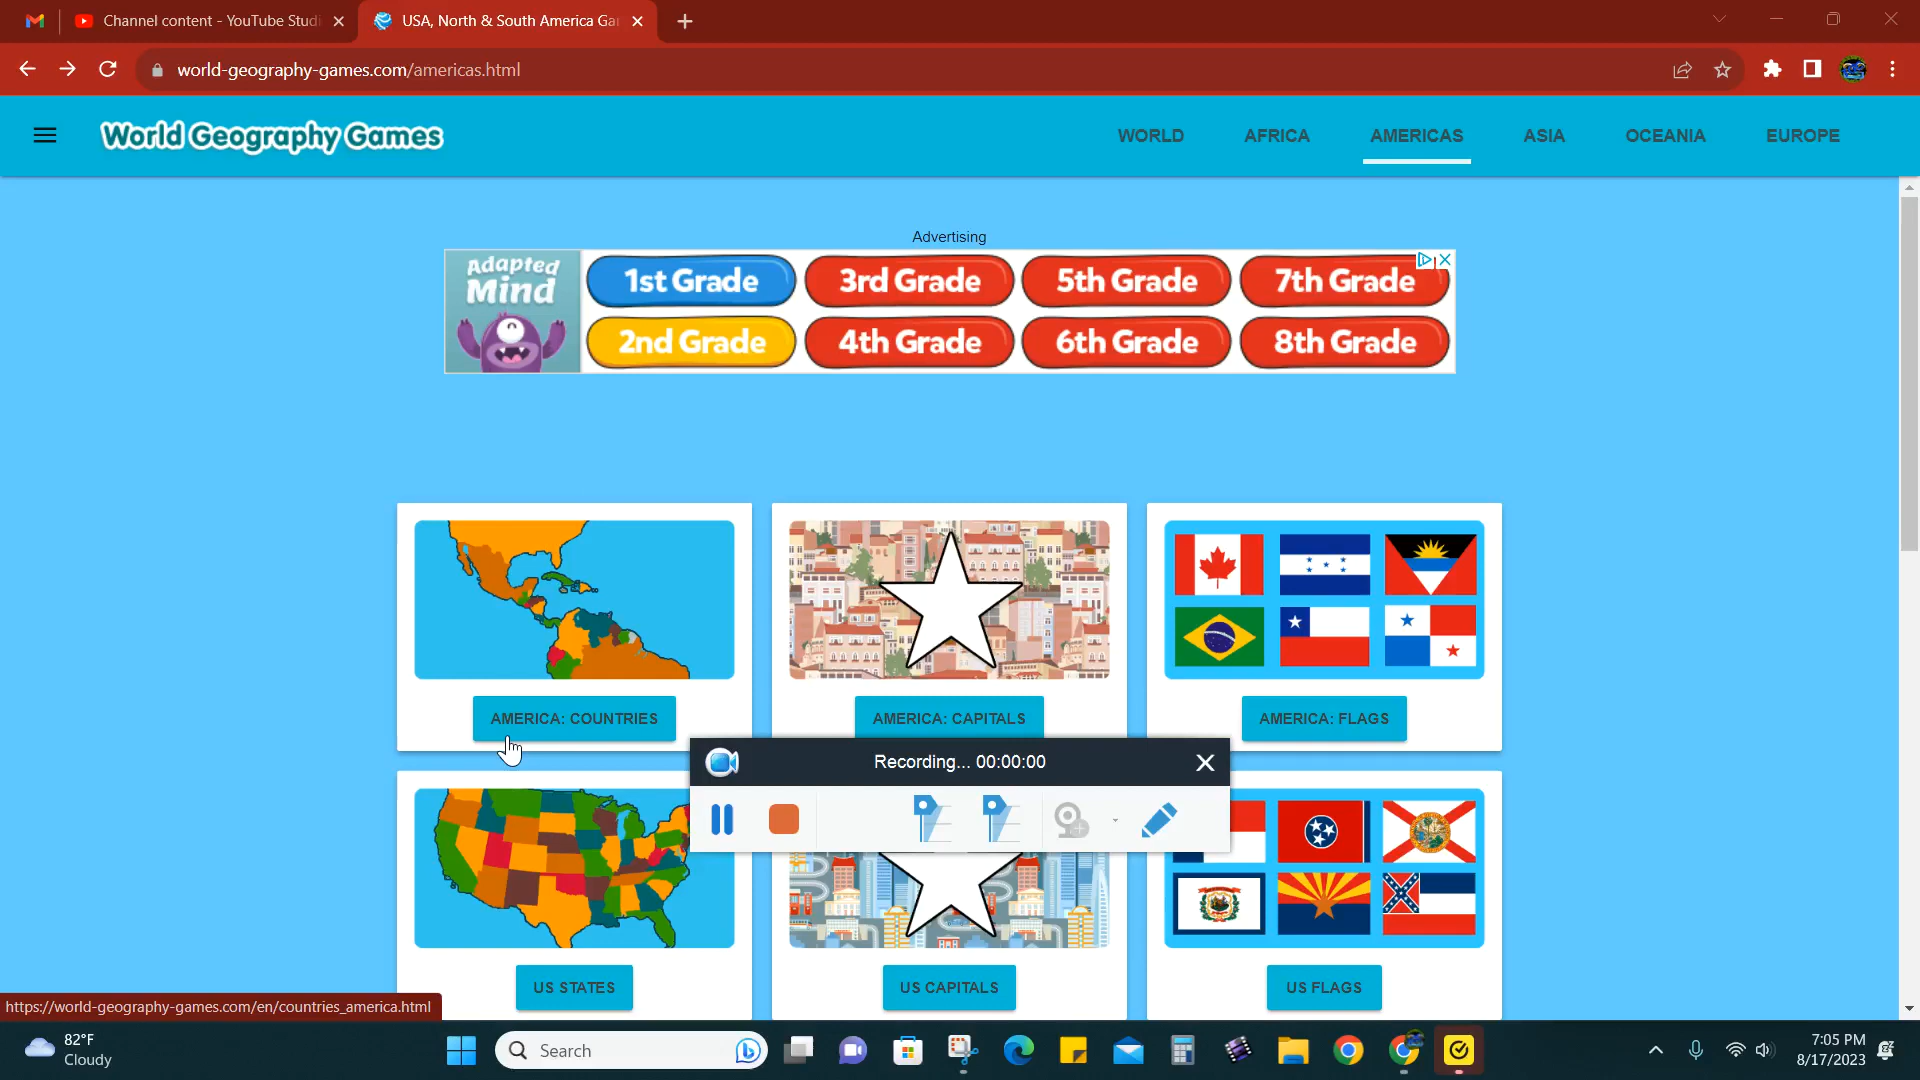 Channel content - YouTube Studi
USA, North & South America Ga
world-geography-games.com/americas.html
World Geography Games
WORLD
AFRICA
AMERICAS
ASIA
OCEANIA
EUROPE
Advertising
Adapted
Mind
1st Grade
3rd Grade
5th Grade
7th Grade
2nd Grade
4th Grade
6th Grade
8th Grade
AMERICA: COUNTRIES
AMERICA: CAPITALS
AMERICA: FLAGS
Recording... 00:00:00
US STATES
US CAPITALS
US FLAGS
https://world-geography-games.com/en/countries_america.html
82°F
Cloudy
Search
7:05 PM
8/17/2023